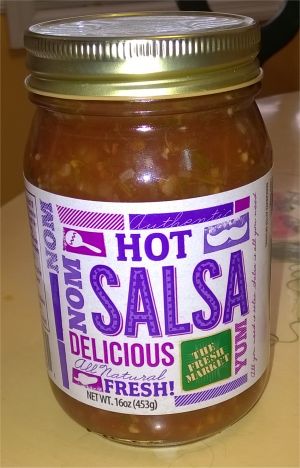 authentic
HOT
SALSA
NOM
NOM
DELICIOUS
All Natural
FRESH!
YUM!
THE
FRESH
MARKET
NET WT. 16oz (453g)